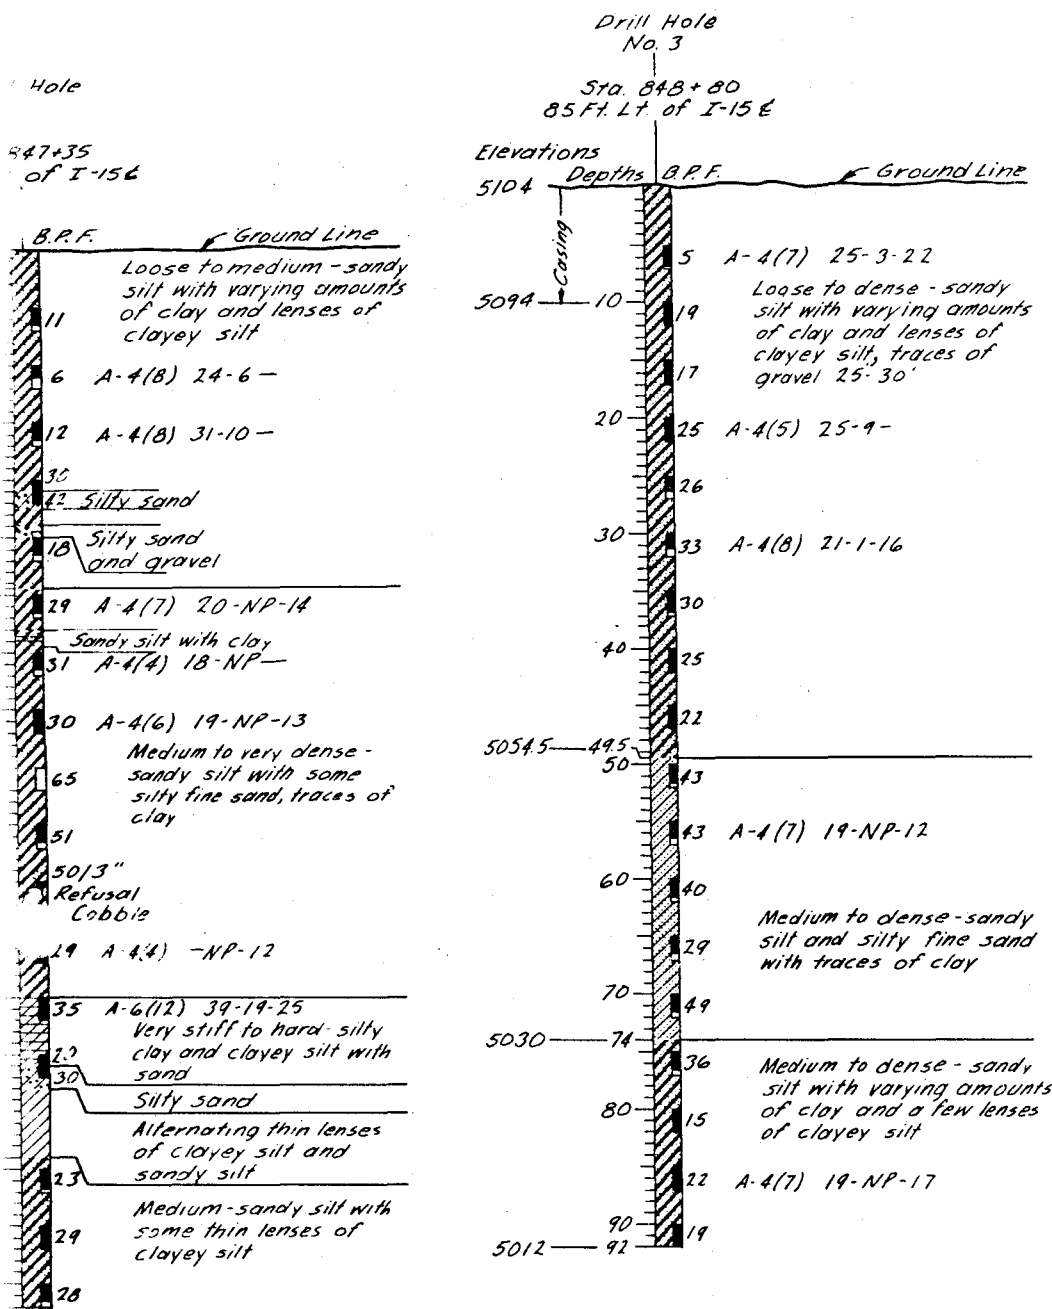 Hole
847+35
of I-15 ℄
B.P.F.
Ground Line
Loose to medium - sandy
silt with varying amounts
of clay and lenses of
clayey silt
11
6 A-4(8) 24-6-
12 A-4(8) 31-10-
30
42 Silty sand
18 Silty sand
and gravel
29 A-4(7) 20-NP-14
Sandy silt with clay
31 A-4(4) 18-NP-
30 A-4(6) 19-NP-13
Medium to very dense -
sandy silt with some
silty fine sand, traces of
clay
65
51
50/3"
Refusal
Cobble
29 A-4(4) -NP-12
35 A-6(12) 39-19-25
Very stiff to hard - silty
clay and clayey silt with
sand
30
Silty sand
Alternating thin lenses
of clayey silt and
sandy silt
23
Medium-sandy silt with
some thin lenses of
clayey silt
29
28
Drill Hole
No. 3
Sta. 848+80
85 Ft. Lt. of I-15 ℄
Elevations
Depths B.P.F.
Ground Line
5104
Casing
5 A-4(7) 25-3-22
5094 10
19
Loose to dense - sandy
silt with varying amounts
of clay and lenses of
clayey silt, traces of
gravel 25-30'
17
20
25 A-4(5) 25-9-
26
30
33 A-4(8) 21-1-16
30
40
25
22
5054.5 49.5
50
43
43 A-4(7) 19-NP-12
60
40
Medium to dense - sandy
silt and silty fine sand
with traces of clay
29
70
49
5030 74
36
Medium to dense - sandy
silt with varying amounts
of clay and a few lenses
of clayey silt
80
15
22 A-4(7) 19-NP-17
90
19
5012 92